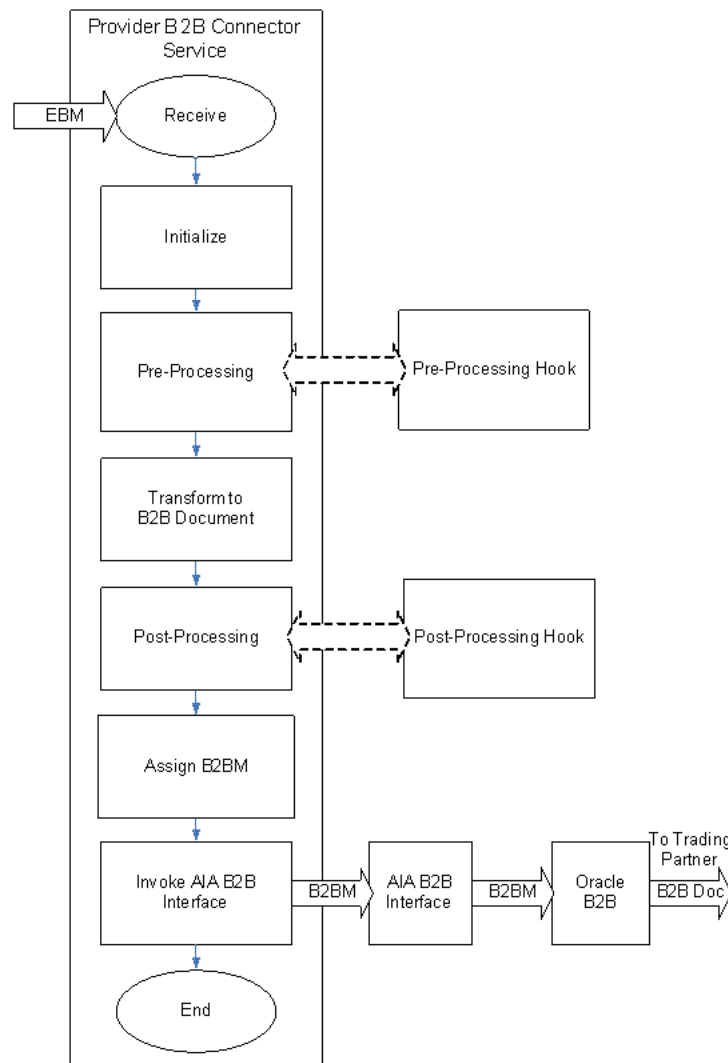 Provider B2B Connector
Service
EBM
Receive
Initialize
Pre-Processing
Pre-Processing Hook
Transform to
B2B Document
Post-Processing
Post-Processing Hook
Assign B2BM
To Trading
Partner
Invoke AIA B2B
Interface
B2BM
AIA B2B
Interface
B2BM
Oracle
B2B
B2B Doc
End